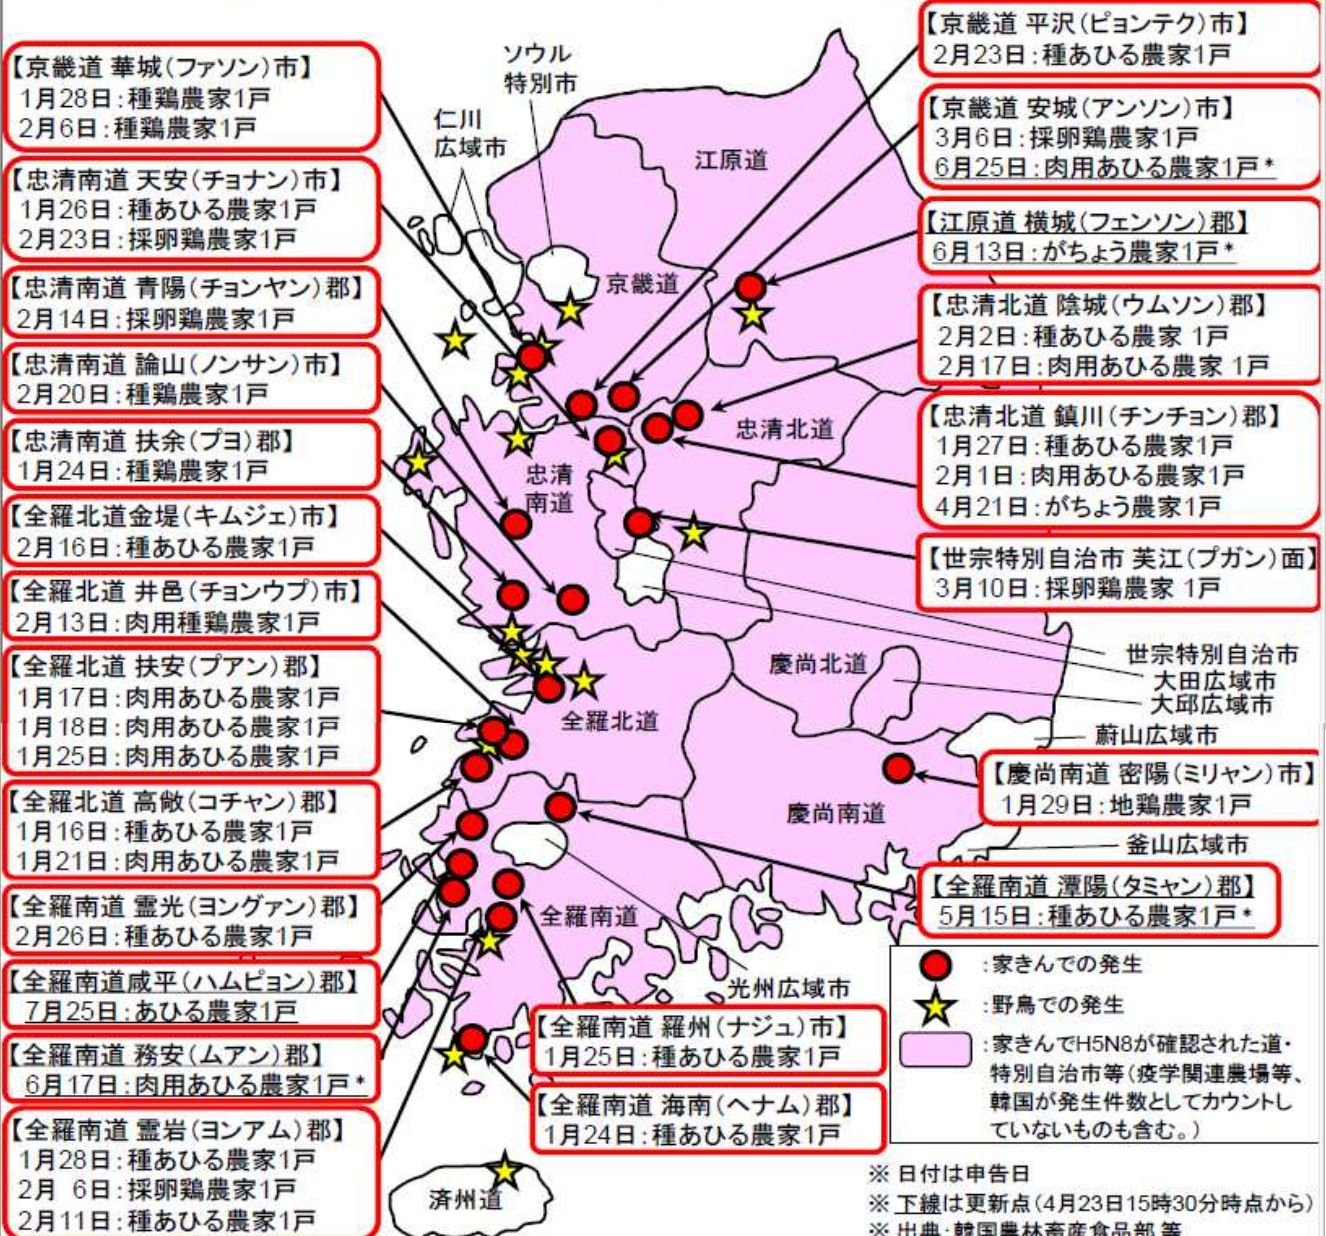 【京畿道 華城(ファソン)市】
1月28日:種鶏農家1戸
2月6日:種鶏農家1戸
【忠清南道 天安(チョナン)市】
1月26日:種あひる農家1戸
2月23日:採卵鶏農家1戸
【忠清南道 青陽(チョンヤン)郡】
2月14日:採卵鶏農家1戸
【忠清南道 論山(ノンサン)市】
2月20日:種鶏農家1戸
【忠清南道 扶余(プヨ)郡】
1月24日:種鶏農家1戸
【全羅北道金堤(キムジェ)市】
2月16日:種あひる農家1戸
【全羅北道 井邑(チョンウプ)市】
2月13日:肉用種鶏農家1戸
【全羅北道 扶安(プアン)郡】
1月17日:肉用あひる農家1戸
1月18日:肉用あひる農家1戸
1月25日:肉用あひる農家1戸
【全羅北道 高敞(コチャン)郡】
1月16日:種あひる農家1戸
1月21日:肉用あひる農家1戸
【全羅南道 霊光(ヨングァン)郡】
2月26日:種あひる農家1戸
【全羅南道咸平(ハムピョン)郡】
7月25日:あひる農家1戸
【全羅南道 務安(ムアン)郡】
6月17日:肉用あひる農家1戸*
【全羅南道 霊岩(ヨンアム)郡】
1月28日:種あひる農家1戸
2月 6日:採卵鶏農家1戸
2月11日:種あひる農家1戸
ソウル
特別市
仁川
広域市
江原道
京畿道
忠清北道
忠清
南道
慶尚北道
全羅北道
慶尚南道
全羅南道
光州広域市
済州道
【全羅南道 羅州(ナジュ)市】
1月25日:種あひる農家1戸
【全羅南道 海南(ヘナム)郡】
1月24日:種あひる農家1戸
【京畿道 平沢(ピョンテク)市】
2月23日:種あひる農家1戸
【京畿道 安城(アンソン)市】
3月6日:採卵鶏農家1戸
6月25日:肉用あひる農家1戸*
【江原道 横城(フェンソン)郡】
6月13日:がちょう農家1戸*
【忠清北道 陰城(ウムソン)郡】
2月2日:種あひる農家 1戸
2月17日:肉用あひる農家 1戸
【忠清北道 鎮川(チンチョン)郡】
1月27日:種あひる農家1戸
2月1日:肉用あひる農家1戸
4月21日:がちょう農家1戸
【世宗特別自治市 芙江(プガン)面】
3月10日:採卵鶏農家 1戸
世宗特別自治市
大田広域市
大邱広域市
蔚山広域市
【慶尚南道 密陽(ミリャン)市】
1月29日:地鶏農家1戸
釜山広域市
【全羅南道 潭陽(タミャン)郡】
5月15日:種あひる農家1戸*
:家きんでの発生
:野鳥での発生
:家きんでH5N8が確認された道・
特別自治市等(疫学関連農場等、
韓国が発生件数としてカウントし
ていないものも含む。)
※ 日付は申告日
※ 下線は更新点(4月23日15時30分時点から)
※ 出典:韓国農林畜産食品部 等